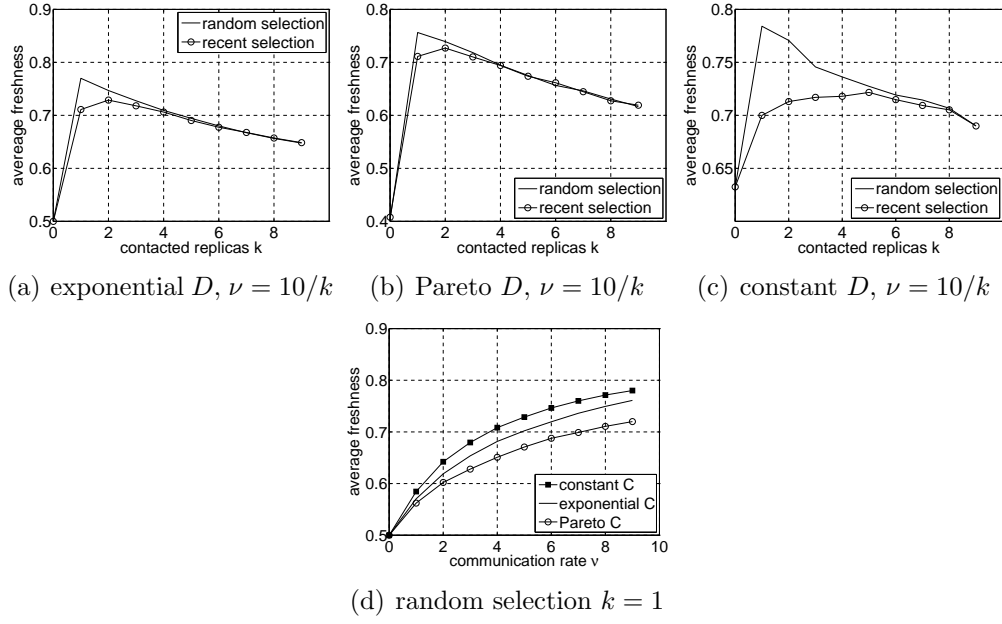 0.9
0.8
0.7
0.6
0.5
0 2 4 6 8
avereage freshness
contacted replicas k
random selection
recent selection
(a) exponential D, ν = 10/k
0.8
0.7
0.6
0.5
0.4
0 2 4 6 8
average freshness
contacted replicas k
random selection
recent selection
(b) Pareto D, ν = 10/k
0.8
0.75
0.7
0.65
0 2 4 6 8
avereage freshness
contacted replicas k
random selection
recent selection
(c) constant D, ν = 10/k
0.9
0.8
0.7
0.6
0.5
0 2 4 6 8 10
average freshness
communication rate ν
constant C
exponential C
Pareto C
(d) random selection k = 1